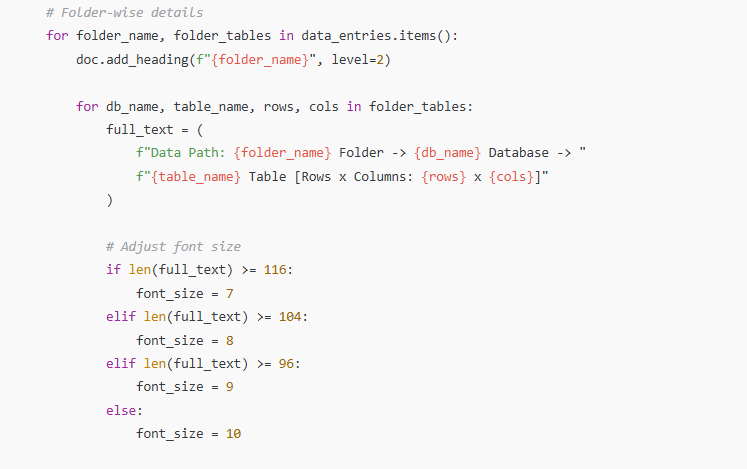 # Folder-wise details
for folder_name, folder_tables in data_entries.items():
    doc.add_heading(f"{folder_name}", level=2)

    for db_name, table_name, rows, cols in folder_tables:
        full_text = (
            f"Data Path: {folder_name} Folder -> {db_name} Database -> "
            f"{table_name} Table [Rows x Columns: {rows} x {cols}]"
        )

        # Adjust font size
        if len(full_text) >= 116:
            font_size = 7
        elif len(full_text) >= 104:
            font_size = 8
        elif len(full_text) >= 96:
            font_size = 9
        else:
            font_size = 10